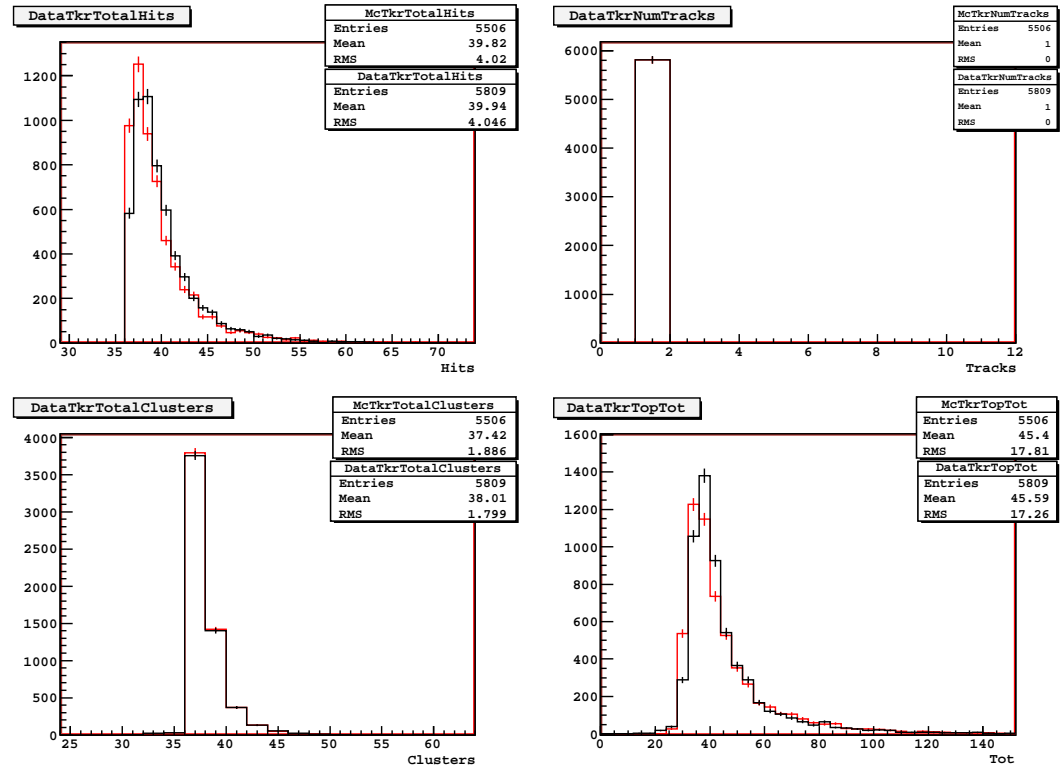 DataTkrTotalHits
McTkrTotalHits
Entries 5506
Mean 39.82
RMS 4.02
DataTkrTotalHits
Entries 5809
Mean 39.94
RMS 4.046
1200
1000
800
600
400
200
0
30 35 40 45 50 55 60 65 70
Hits
DataTkrNumTracks
McTkrNumTracks
Entries 5506
Mean 1
RMS 0
DataTkrNumTracks
Entries 5809
Mean 1
RMS 0
6000
5000
4000
3000
2000
1000
0
0 2 4 6 8 10 12
Tracks
DataTkrTotalClusters
McTkrTotalClusters
Entries 5506
Mean 37.42
RMS 1.886
DataTkrTotalClusters
Entries 5809
Mean 38.01
RMS 1.799
4000
3500
3000
2500
2000
1500
1000
500
0
25 30 35 40 45 50 55 60
Clusters
DataTkrTopTot
McTkrTopTot
Entries 5506
Mean 45.4
RMS 17.81
DataTkrTopTot
Entries 5809
Mean 45.59
RMS 17.26
1600
1400
1200
1000
800
600
400
200
0
0 20 40 60 80 100 120 140
Tot